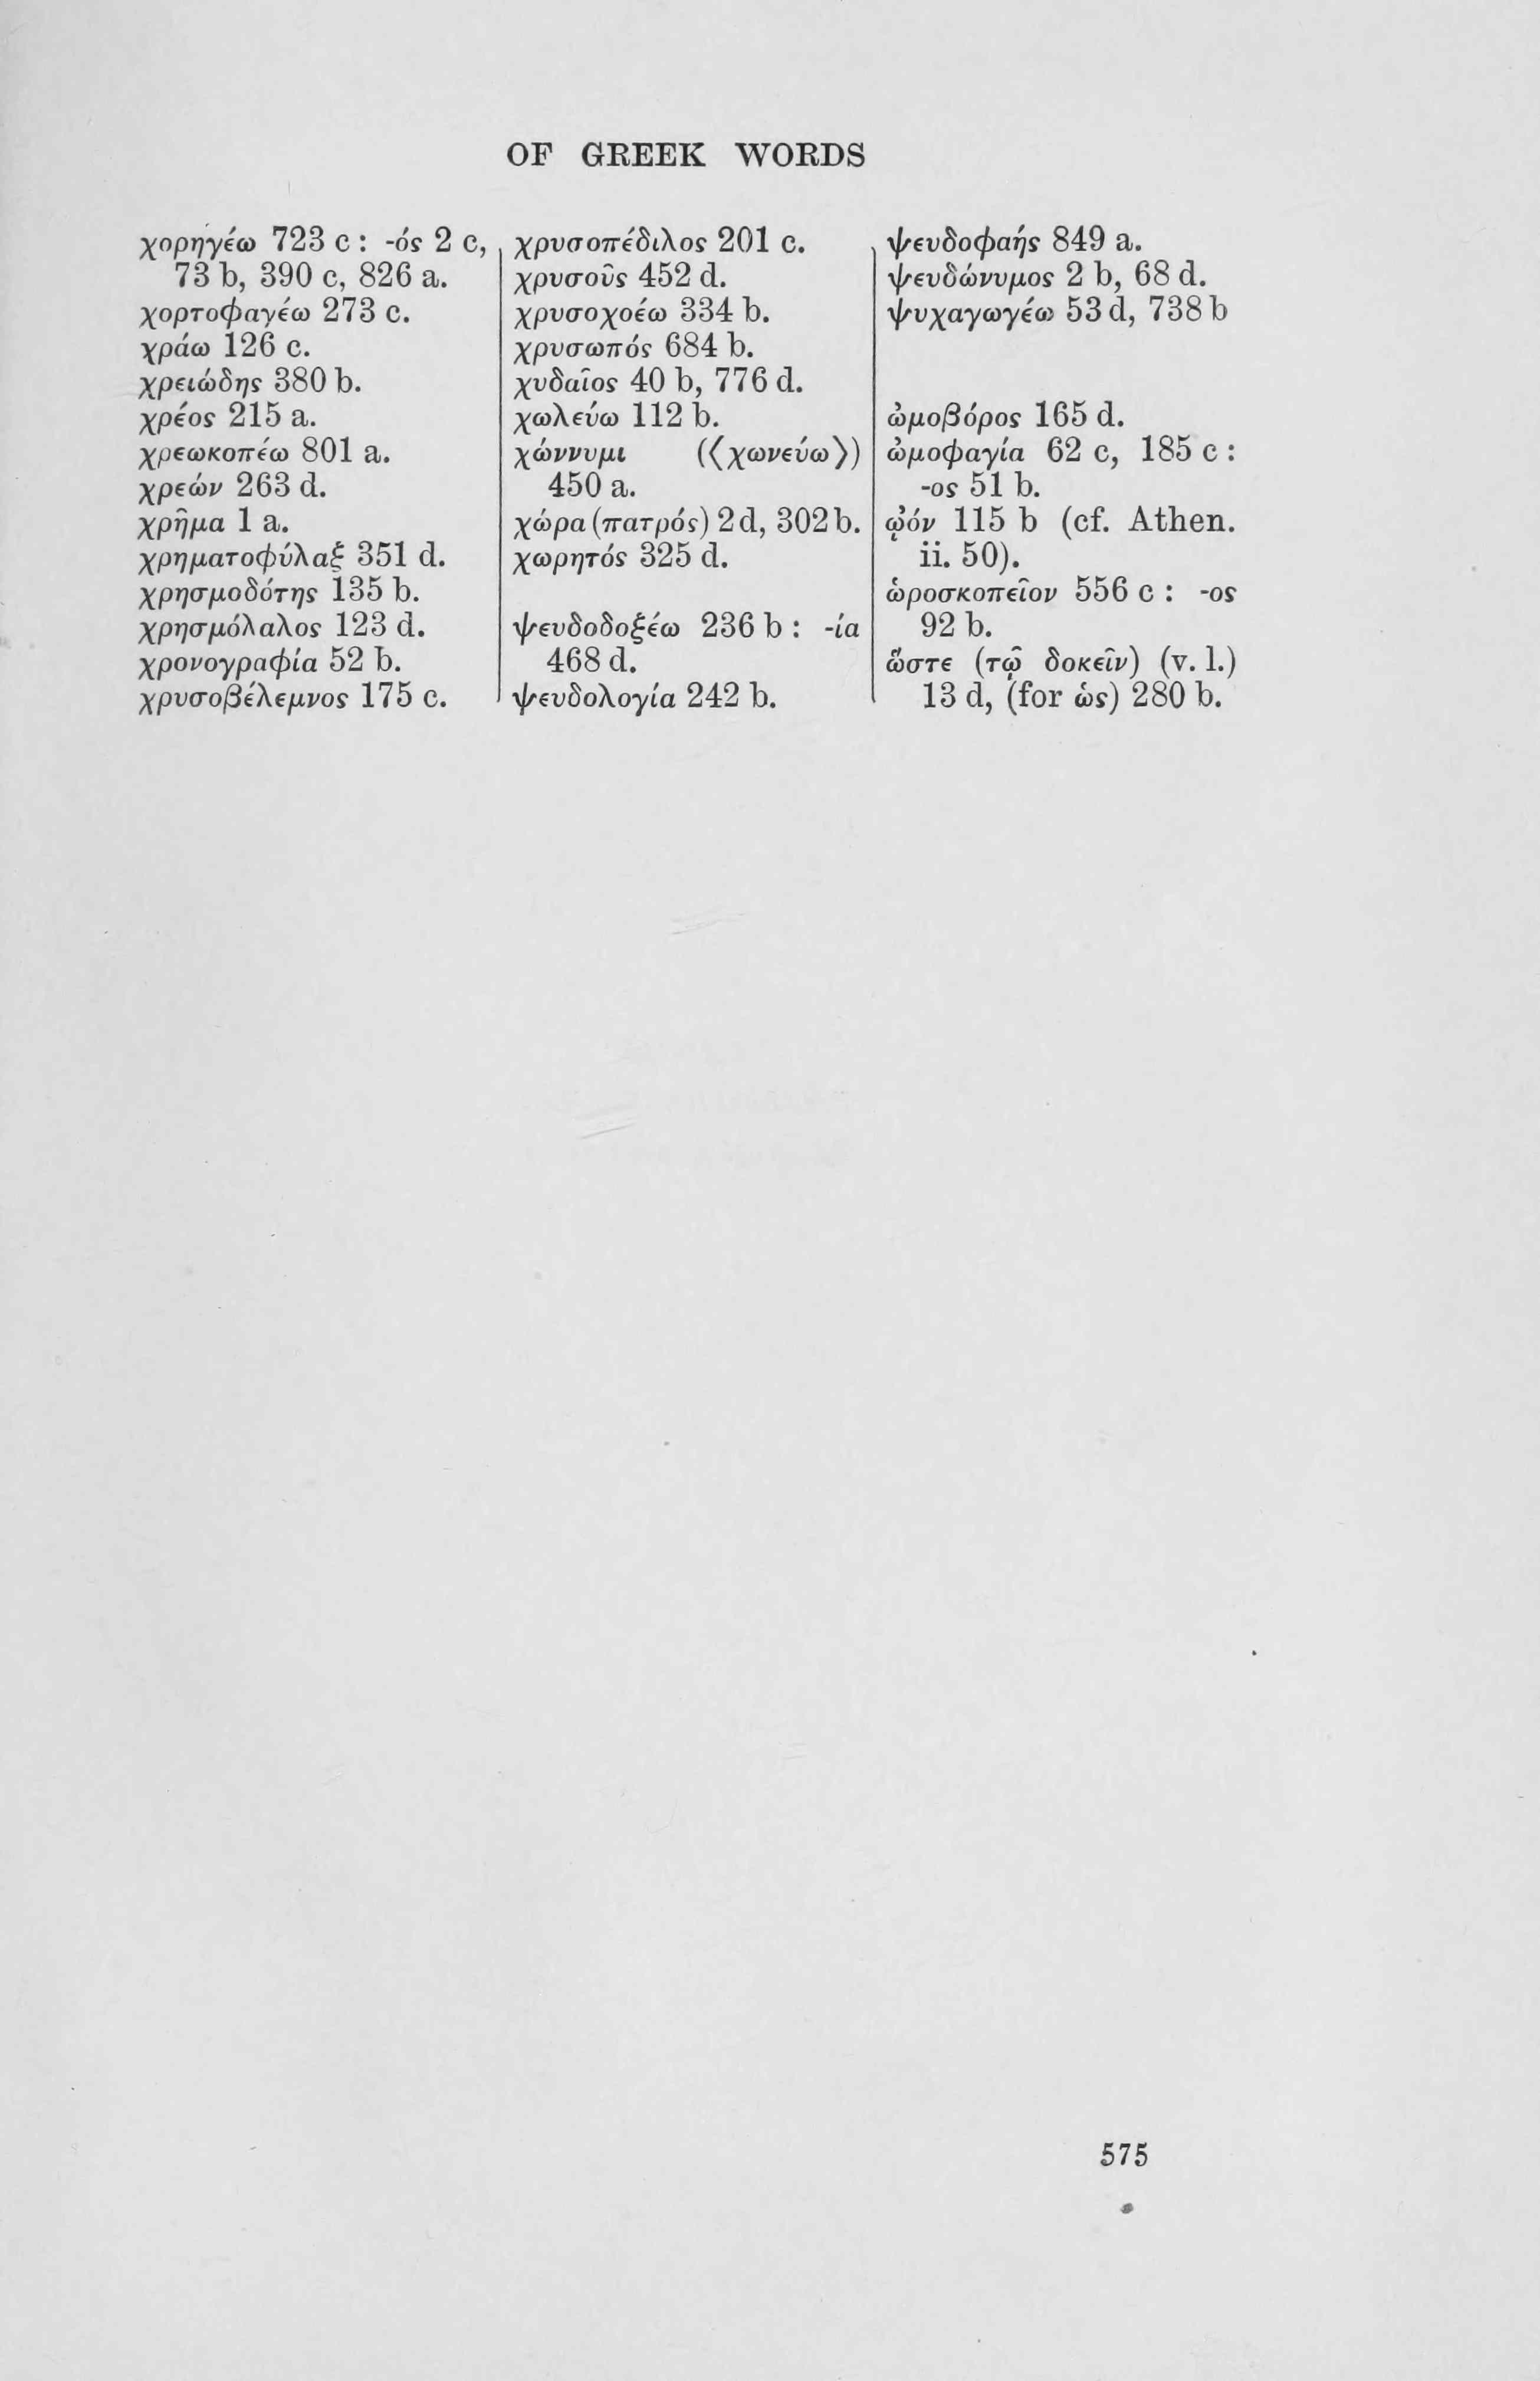 OF GREEK WORDS
χορηγέω 723 c : -ός 2 c,
73 b, 390 c, 826 a.
χορτοφαγέω 273 c.
χράω 126 c.
χρειώδης 380 b.
χρέος 215 a.
χρεωκοπέω 801 a.
χρεών 263 d.
χρῆμα 1 a.
χρηματοφύλαξ 351 d.
χρησμοδότης 135 b.
χρησμόλαλος 123 d.
χρονογραφία 52 b.
χρυσοβέλεμνος 175 c.
χρυσοπέδιλος 201 c.
χρυσοῦς 452 d.
χρυσοχοέω 334 b.
χρυσωπός 684 b.
χυδαῖος 40 b, 776 d.
χωλεύω 112 b.
χώννυμι (⟨χωνεύω⟩)
450 a.
χώρα (πατρός) 2 d, 302 b.
χωρητός 325 d.
ψευδοδοξέω 236 b : -ία
468 d.
ψευδολογία 242 b.
ψευδοφαής 849 a.
ψευδώνυμος 2 b, 68 d.
ψυχαγωγέω 53 d, 738 b
ὠμοβόρος 165 d.
ὠμοφαγία 62 c, 185 c :
-ος 51 b.
ᾠόν 115 b (cf. Athen.
ii. 50).
ὡροσκοπεῖον 556 c : -ος
92 b.
ὥστε (τῷ δοκεῖν) (v. l.)
13 d, (for ὡς) 280 b.
575